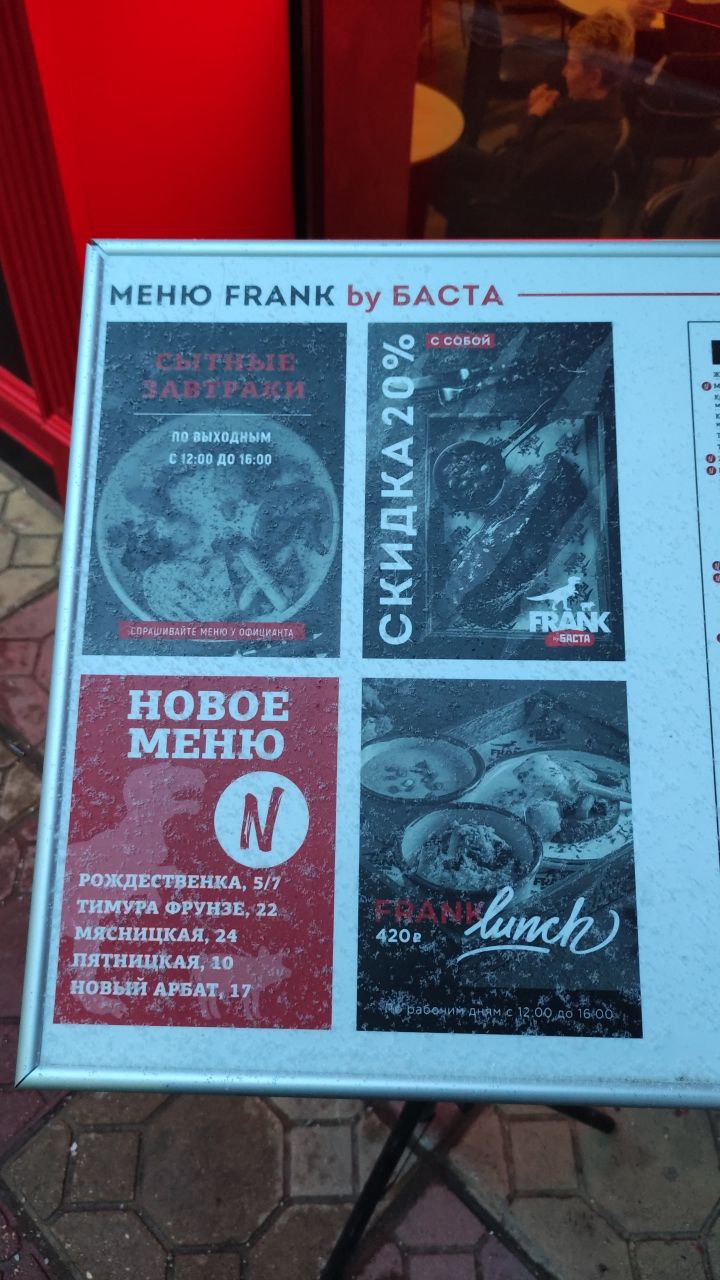 МЕНЮ FRANK by БАСТА
СЫТНЫЕ
ЗАВТРАКИ
ПО ВЫХОДНЫМ
С 12:00 ДО 16:00
СПРАШИВАЙТЕ МЕНЮ У ОФИЦИАНТА
С СОБОЙ
СКИДКА 20%
FRANK
by БАСТА
НОВОЕ
МЕНЮ
N
РОЖДЕСТВЕНКА, 5/7
ТИМУРА ФРУНЗЕ, 22
МЯСНИЦКАЯ, 24
ПЯТНИЦКАЯ, 10
НОВЫЙ АРБАТ, 17
FRANK lunch
420₽
По рабочим дням с 12:00 до 16:00